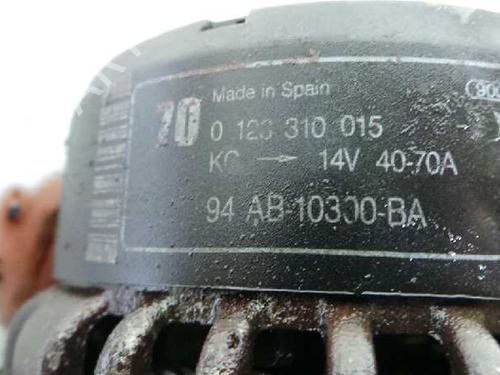 Made in Spain
70 0 123 310 015
KC → 14V 40-70A
94 AB-10300-BA